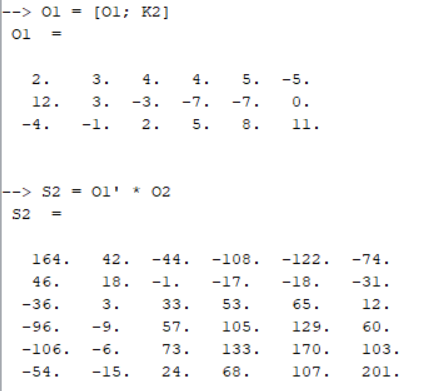 --> O1 = [O1; K2]
O1  =
2.   3.   4.   4.   5.  -5.
12.   3.  -3.  -7.  -7.   0.
-4.  -1.   2.   5.   8.   11.
--> S2 = O1' * O2
S2  =
164.   42.  -44.  -108.  -122.  -74.
46.   18.  -1.   -17.   -18.   -31.
-36.   3.   33.   53.   65.   12.
-96.  -9.   57.   105.   129.   60.
-106.  -6.   73.   133.   170.   103.
-54.  -15.   24.   68.   107.   201.